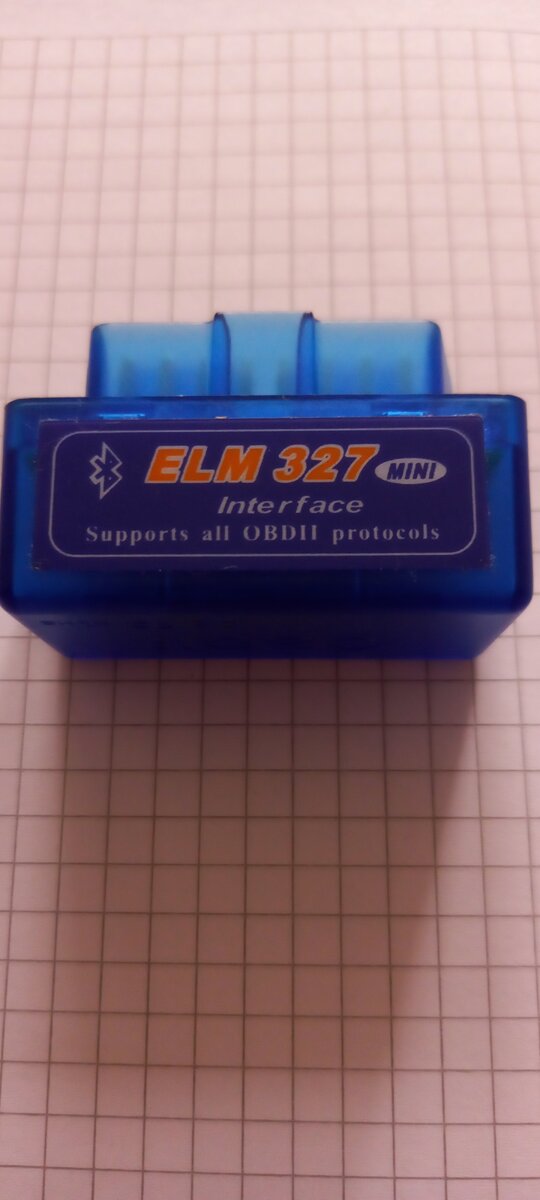 ELM 327 MINI
Interface
Supports all OBDII protocols